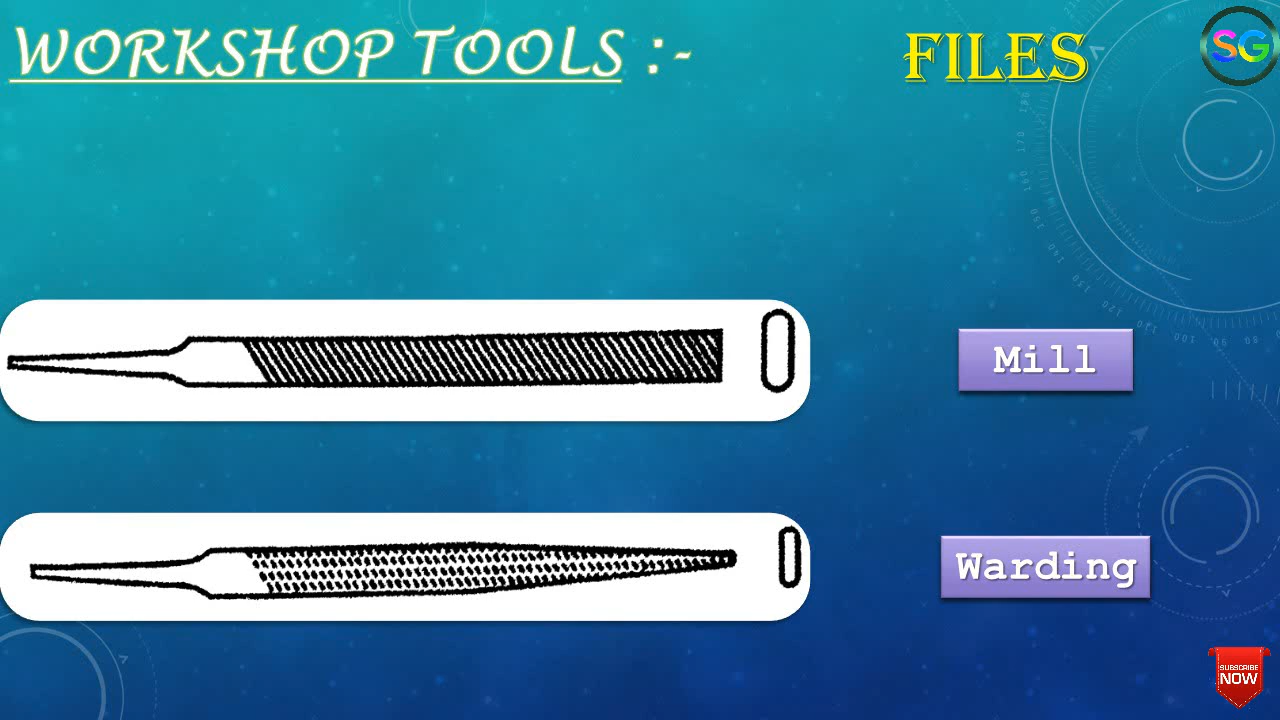 WORKSHOP TOOLS :-
FILES
SG
Mill
Warding
SUBSCRIBE
NOW